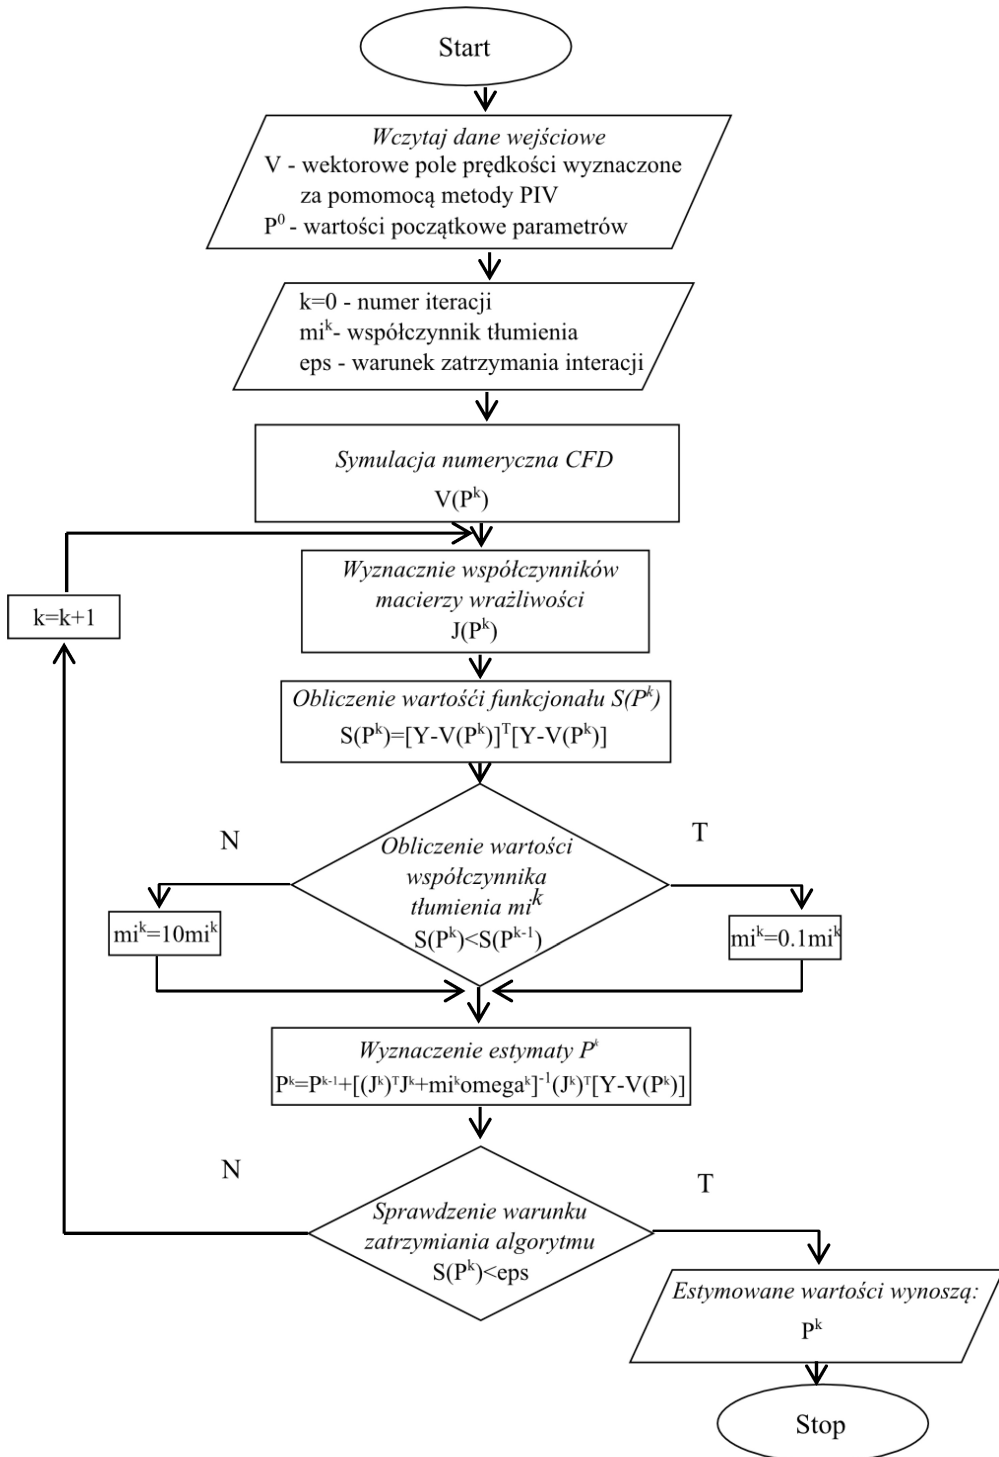 Start
Wczytaj dane wejściowe
V - wektorowe pole prędkości wyznaczone
za pomomocą metody PIV
P⁰ - wartości początkowe parametrów
k=0 - numer iteracji
miᵏ- współczynnik tłumienia
eps - warunek zatrzymania interacji
Symulacja numeryczna CFD
V(Pᵏ)
Wyznacznie współczynników
macierzy wrażliwości
J(Pᵏ)
k=k+1
Obliczenie wartośći funkcjonału S(Pᵏ)
S(Pᵏ)=[Y-V(Pᵏ)]ᵀ[Y-V(Pᵏ)]
N
T
Obliczenie wartości
współczynnika
tłumienia miᵏ
S(Pᵏ)<S(Pᵏ⁻¹)
miᵏ=10miᵏ
miᵏ=0.1miᵏ
Wyznaczenie estymaty Pᵏ
Pᵏ=Pᵏ⁻¹+[(Jᵏ)ᵀJᵏ+miᵏomegaᵏ]⁻¹(Jᵏ)ᵀ[Y-V(Pᵏ)]
N
T
Sprawdzenie warunku
zatrzymiania algorytmu
S(Pᵏ)<eps
Estymowane wartości wynoszą:
Pᵏ
Stop